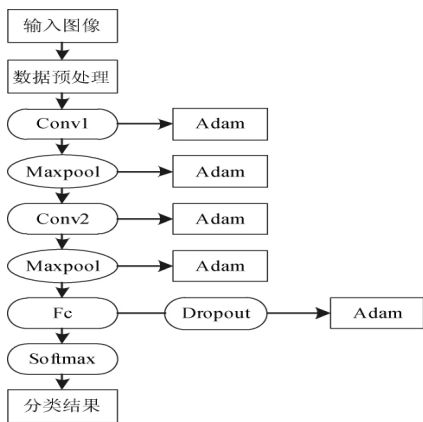 输入图像
数据预处理
Conv1 Adam
Maxpool Adam
Conv2 Adam
Maxpool Adam
Fc Dropout Adam
Softmax
分类结果